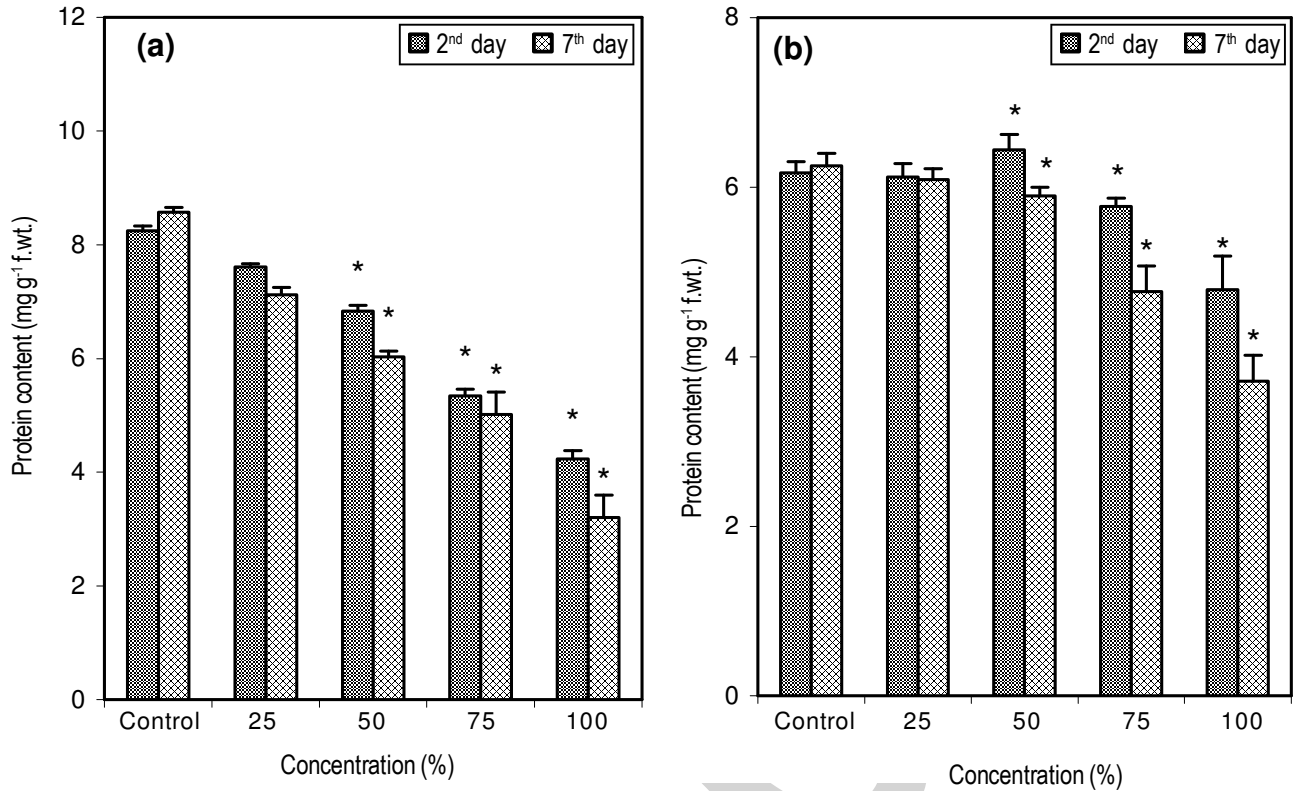 (a)
2nd day 7th day
12
10
8
6
4
2
0
Protein content (mg g-1 f.wt.)
* * * * * *
Control 25 50 75 100
Concentration (%)
(b)
2nd day 7th day
8
6
4
2
0
Protein content (mg g-1 f.wt.)
* * * * * *
Control 25 50 75 100
Concentration (%)